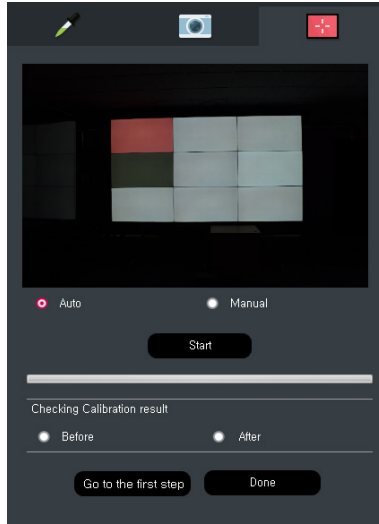 Auto Manual
Start
Checking Calibration result
Before After
Go to the first step Done